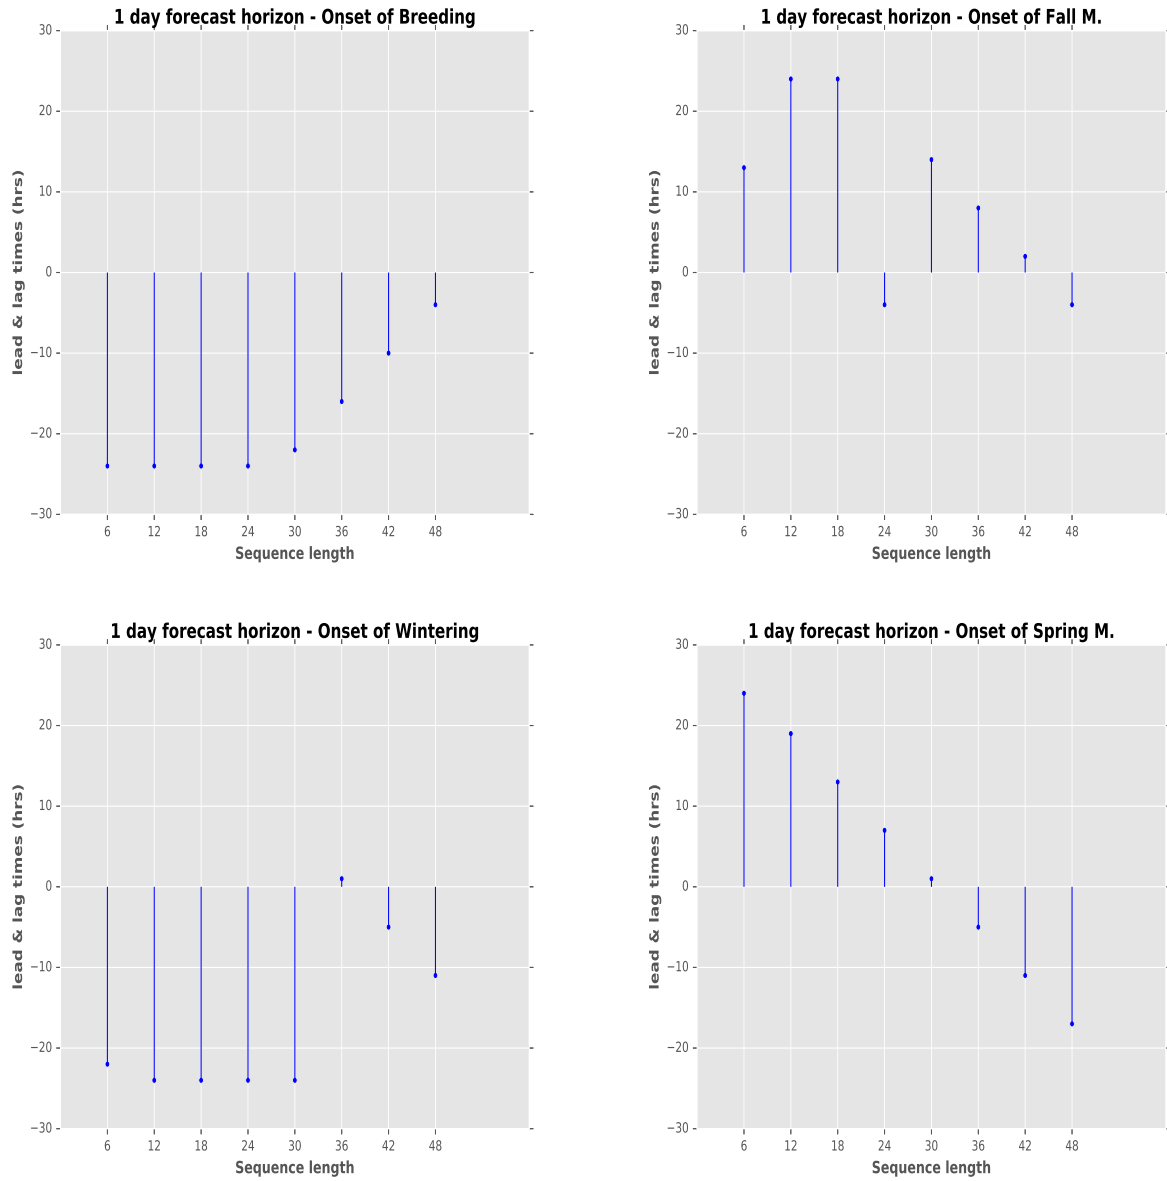 1 day forecast horizon - Onset of Breeding
30
20
10
0
−10
−20
−30
lead & lag times (hrs)
6 12 18 24 30 36 42 48
Sequence length
1 day forecast horizon - Onset of Fall M.
30
20
10
0
−10
−20
−30
lead & lag times (hrs)
6 12 18 24 30 36 42 48
Sequence length
1 day forecast horizon - Onset of Wintering
30
20
10
0
−10
−20
−30
lead & lag times (hrs)
6 12 18 24 30 36 42 48
Sequence length
1 day forecast horizon - Onset of Spring M.
30
20
10
0
−10
−20
−30
lead & lag times (hrs)
6 12 18 24 30 36 42 48
Sequence length